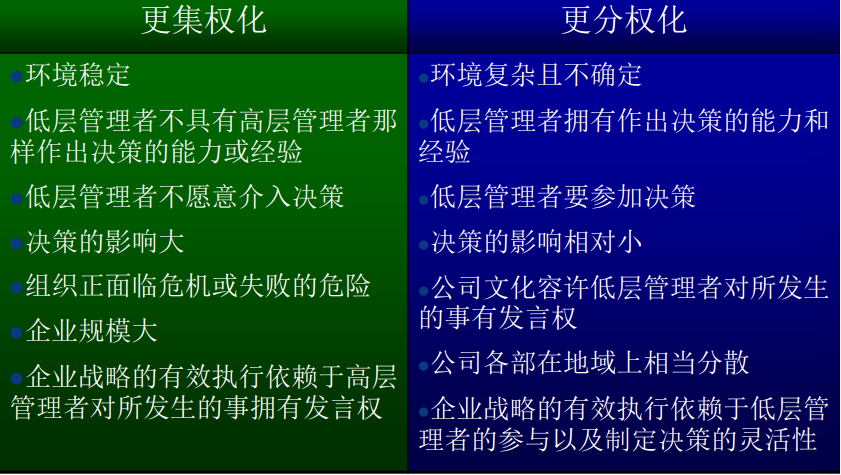 更集权化
●环境稳定
●低层管理者不具有高层管理者那
样作出决策的能力或经验
●低层管理者不愿意介入决策
●决策的影响大
●组织正面临危机或失败的危险
●企业规模大
●企业战略的有效执行依赖于高层
管理者对所发生的事拥有发言权
更分权化
●环境复杂且不确定
●低层管理者拥有作出决策的能力和
经验
●低层管理者要参加决策
●决策的影响相对小
●公司文化容许低层管理者对所发生
的事有发言权
●公司各部在地域上相当分散
●企业战略的有效执行依赖于低层管
理者的参与以及制定决策的灵活性